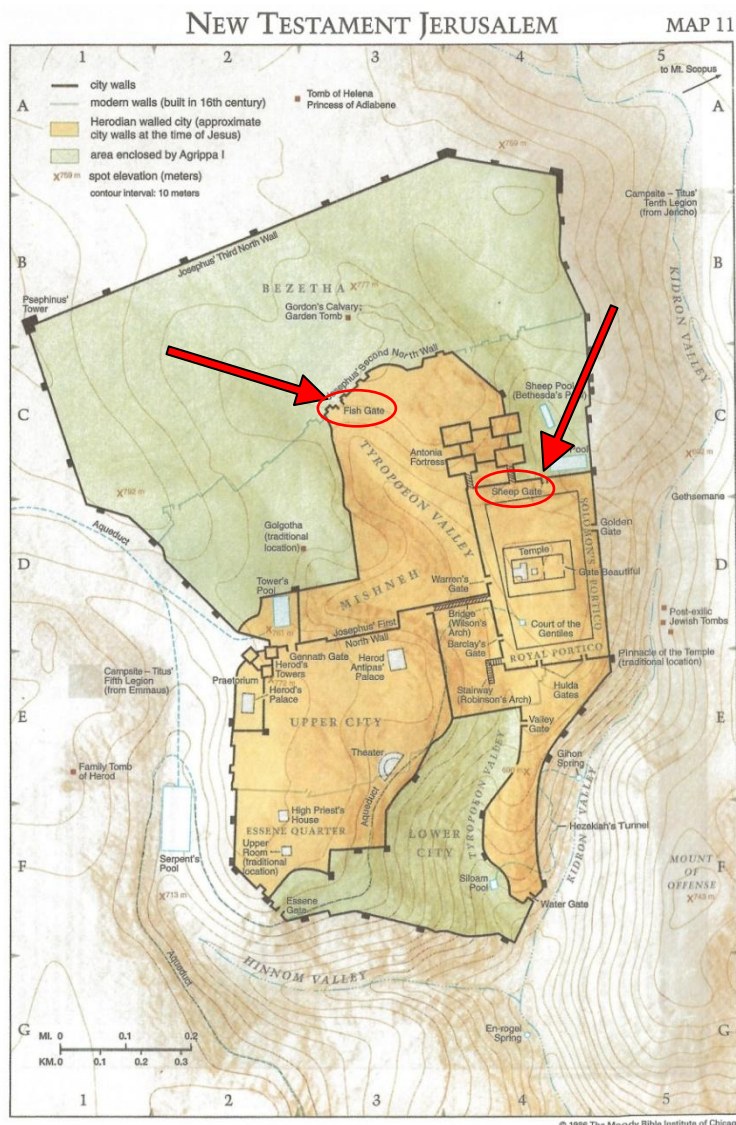 NEW TESTAMENT JERUSALEM
MAP 11
1
2
3
4
5
to Mt. Scopus
city walls
modern walls (built in 16th century)
Herodian walled city (approximate
city walls at the time of Jesus)
area enclosed by Agrippa I
X759 m spot elevation (meters)
contour interval: 10 meters
Tomb of Helena
Princess of Adiabene
A
A
Campsite – Titus'
Tenth Legion
(from Jericho)
Josephus' Third North Wall
B
B
BEZETHA
X777 m
Psephinus'
Tower
Gordon's Calvary;
Garden Tomb
KIDRON VALLEY
Josephus' Second North Wall
Sheep Pool
(Bethesda's Pool)
C
C
Fish Gate
Antonia
Fortress
Pool
Sheep Gate
TYROPOEON VALLEY
Gethsemane
Aqueduct
Golgotha
(traditional
location)
Golden
Gate
SOLOMON'S PORTICO
D
D
Temple
Gate Beautiful
MISHNEH
Tower's
Pool
Warren's
Gate
Post-exilic
Jewish Tombs
Josephus' First
North Wall
Bridge
(Wilson's
Arch)
Court of the
Gentiles
Barclay's
Gate
Gennath Gate
Herod's
Towers
Herod
Antipas'
Palace
ROYAL PORTICO
Pinnacle of the Temple
(traditional location)
Campsite – Titus'
Fifth Legion
(from Emmaus)
Praetorium
Herod's
Palace
Stairway
(Robinson's Arch)
Hulda
Gates
E
E
UPPER CITY
Valley
Gate
Gihon
Spring
Theater
Family Tomb
of Herod
TYROPOEON VALLEY
High Priest's
House
Aqueduct
Hezekiah's Tunnel
ESSENE QUARTER
LOWER
CITY
KIDRON VALLEY
Upper
Room
(traditional
location)
Serpent's
Pool
F
F
MOUNT
OF
OFFENSE
Siloam
Pool
Essene
Gate
Water Gate
HINNOM VALLEY
Aqueduct
G
G
En-rogel
Spring
MI. 0 0.1 0.2
KM. 0 0.1 0.2 0.3
1
2
3
4
5